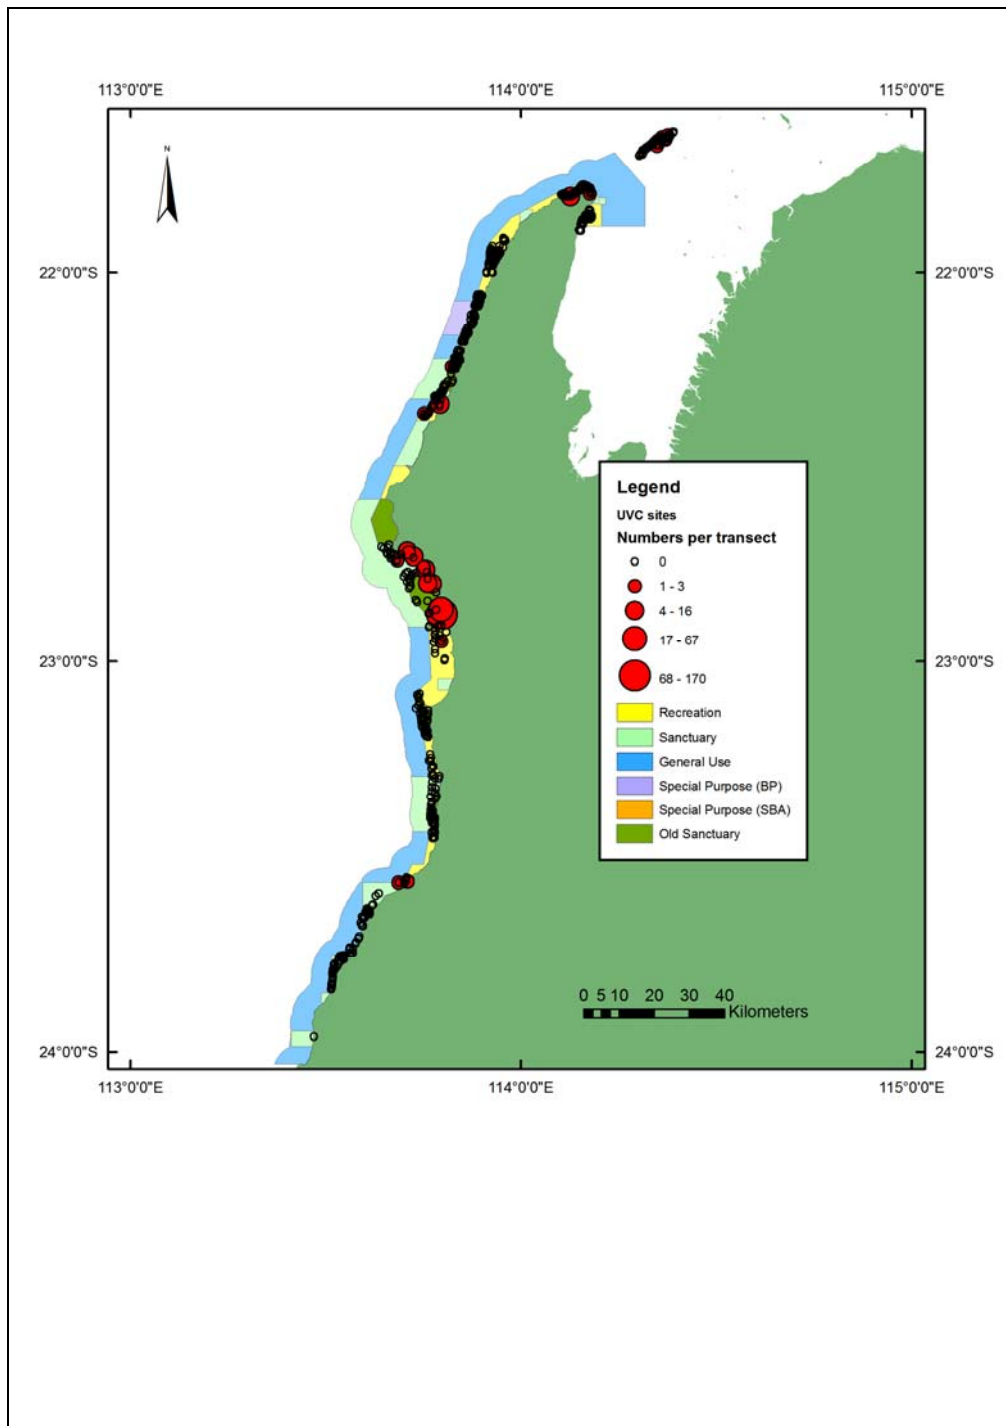 113°0'0"E 114°0'0"E 115°0'0"E
N
22°0'0"S 22°0'0"S
Legend
UVC sites
Numbers per transect
0
1 - 3
4 - 16
17 - 67
68 - 170
23°0'0"S 23°0'0"S
Recreation
Sanctuary
General Use
Special Purpose (BP)
Special Purpose (SBA)
Old Sanctuary
0 5 10 20 30 40
Kilometers
24°0'0"S 24°0'0"S
113°0'0"E 114°0'0"E 115°0'0"E